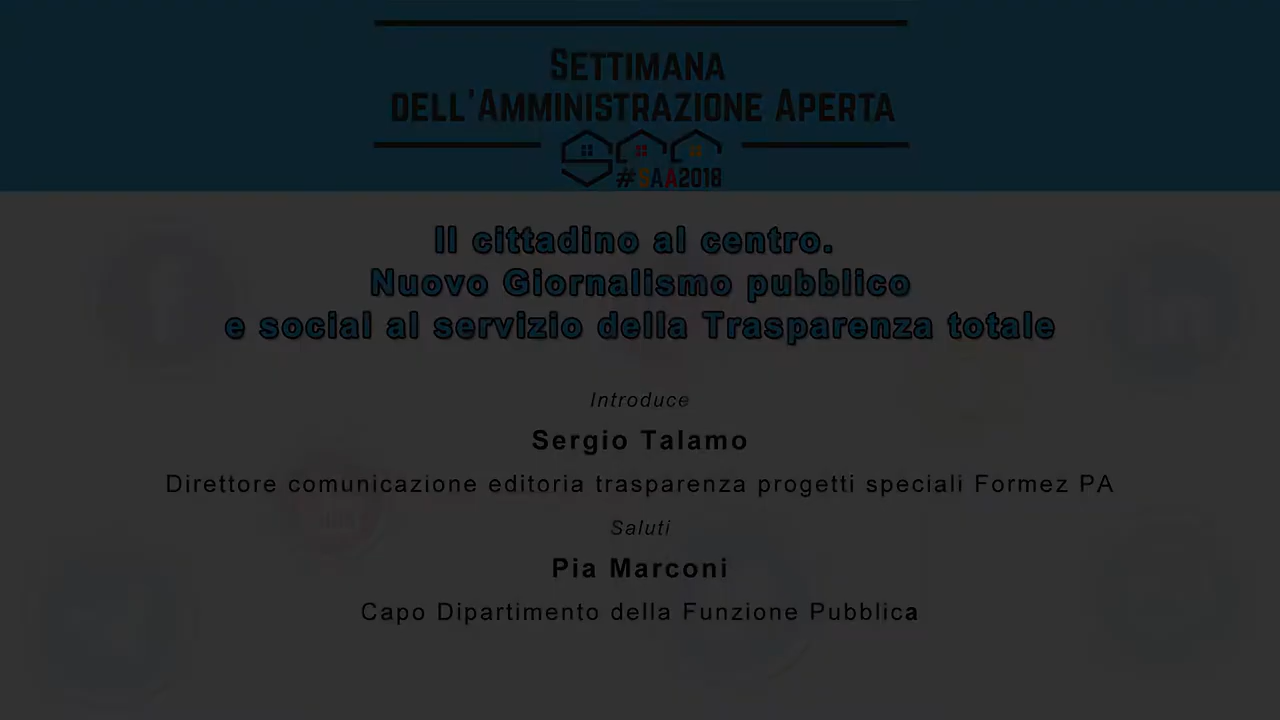 Settimana
dell'Amministrazione Aperta
#SAA2018
Il cittadino al centro.
Nuovo Giornalismo pubblico
e social al servizio della Trasparenza totale
Introduce
Sergio Talamo
Direttore comunicazione editoria trasparenza progetti speciali Formez PA
Saluti
Pia Marconi
Capo Dipartimento della Funzione Pubblica